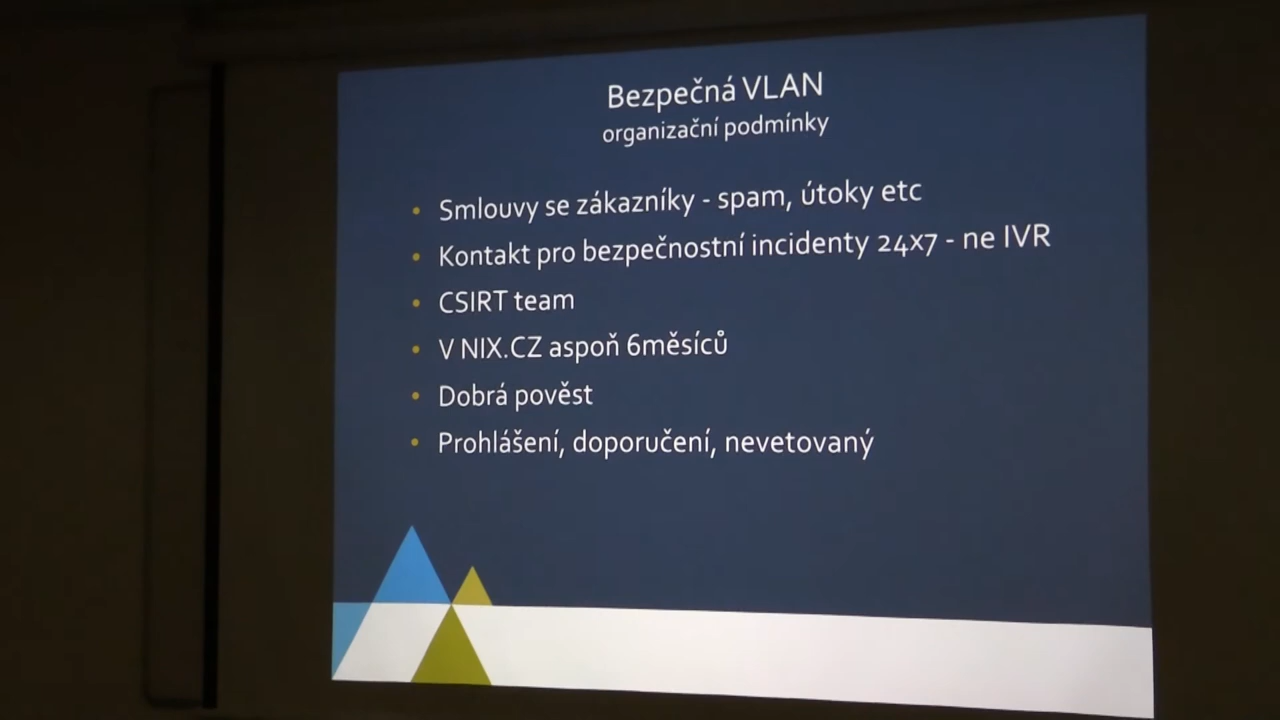 Bezpečná VLAN
organizační podmínky
• Smlouvy se zákazníky - spam, útoky etc
• Kontakt pro bezpečnostní incidenty 24x7 - ne IVR
• CSIRT team
• V NIX.CZ aspoň 6měsíců
• Dobrá pověst
• Prohlášení, doporučení, nevetovaný